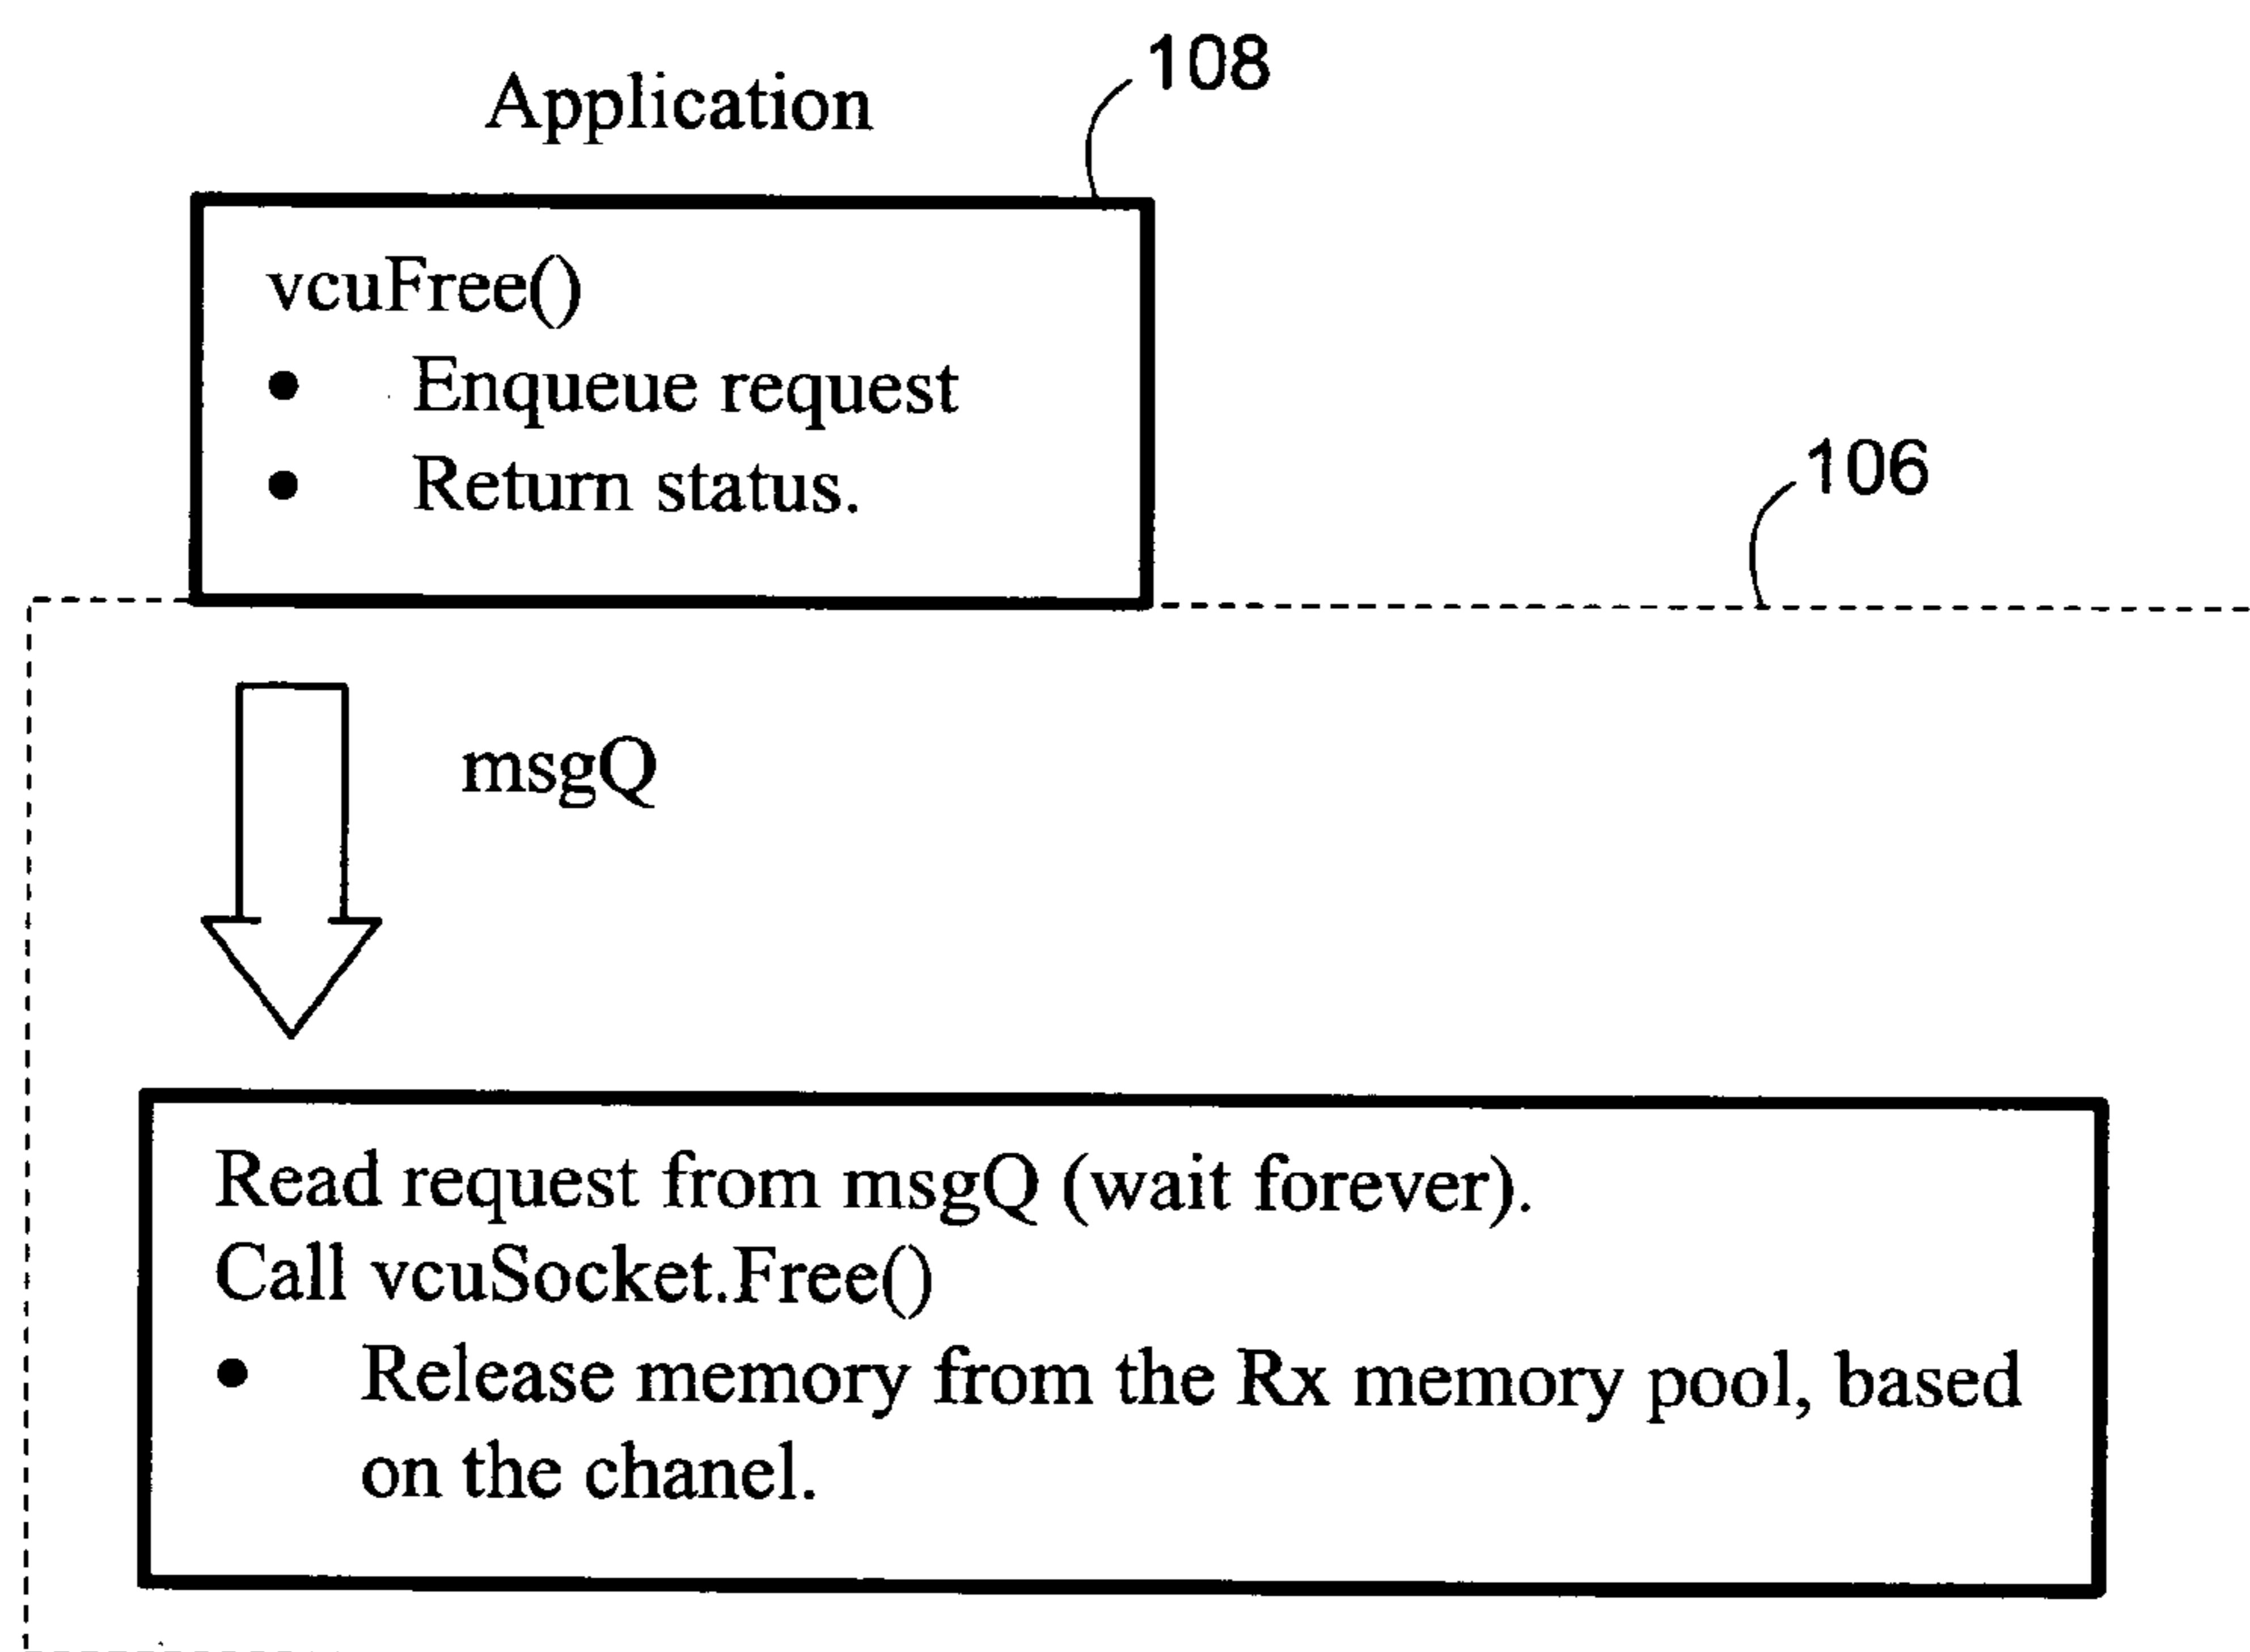 108
Application
vcuFree()
● Enqueue request
● Return status.
106
msgQ
Read request from msgQ (wait forever).
Call vcuSocket.Free()
● Release memory from the Rx memory pool, based
on the chanel.